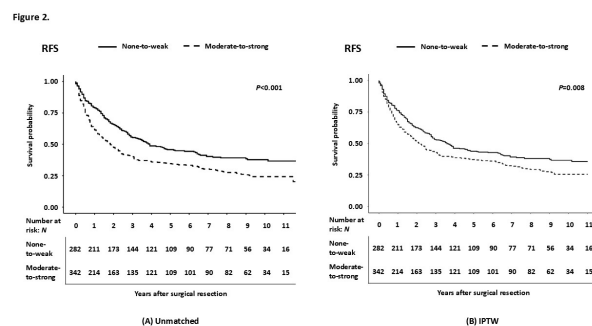 Figure 2.
RFS
None-to-weak
Moderate-to-strong
P<0.001
1.00
0.75
0.50
0.25
0.00
Survival probability
0 1 2 3 4 5 6 7 8 9 10 11
Number at
risk: N
None-
to-weak
282 211 173 144 121 109 90 77 71 56 34 16
Moderate-
to-strong
342 214 163 135 121 109 101 90 82 62 34 15
Years after surgical resection
(A) Unmatched
RFS
None-to-weak
Moderate-to-strong
P=0.008
1.00
0.75
0.50
0.25
0.00
Survival probability
0 1 2 3 4 5 6 7 8 9 10 11
Number at
risk: N
None-
to-weak
282 211 173 144 121 109 90 77 71 56 34 16
Moderate-
to-strong
342 214 163 135 121 109 101 90 82 62 34 15
Years after surgical resection
(B) IPTW